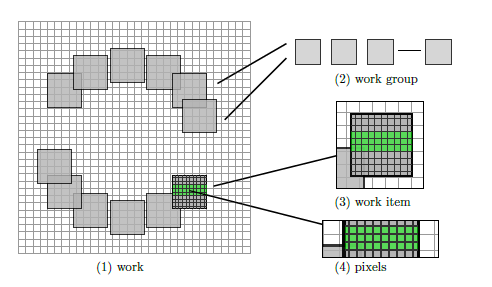 (2) work group
(3) work item
(1) work
(4) pixels